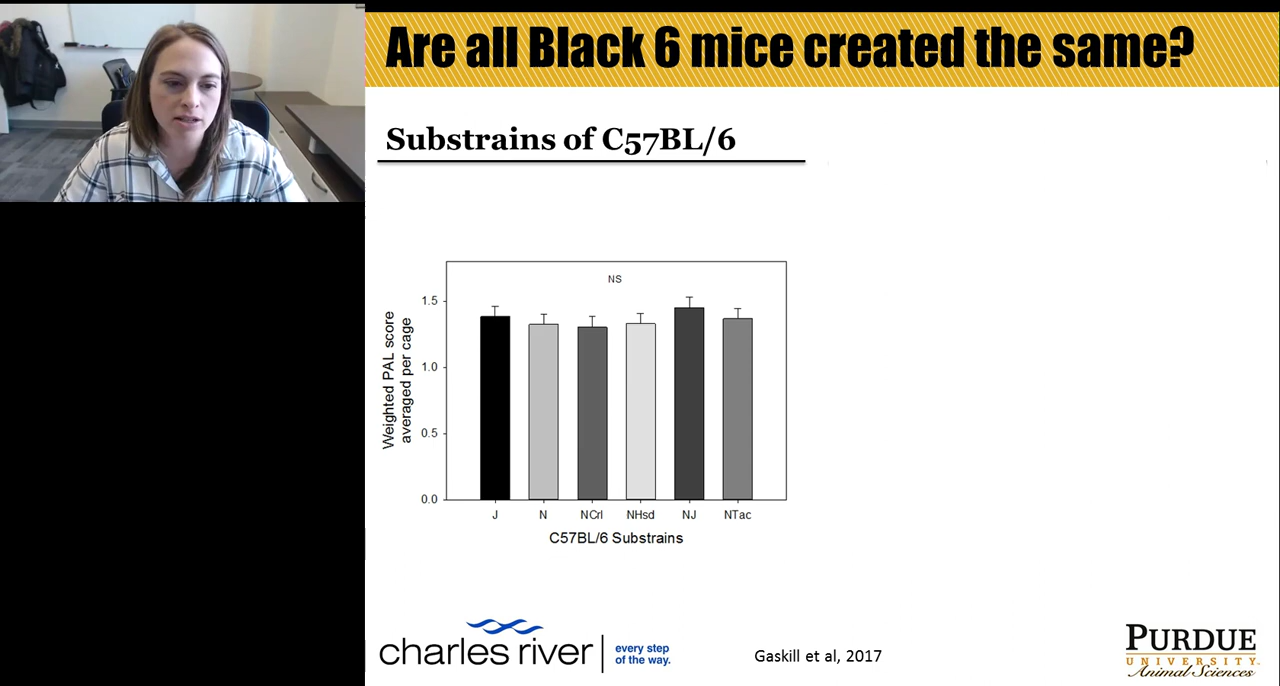 Are all Black 6 mice created the same?
Substrains of C57BL/6
NS
1.5
1.0
0.5
0.0
Weighted PAL score
averaged per cage
J N NCrl NHsd NJ NTac
C57BL/6 Substrains
charles river
every step
of the way.
Gaskill et al, 2017
PURDUE
UNIVERSITY
Animal Sciences